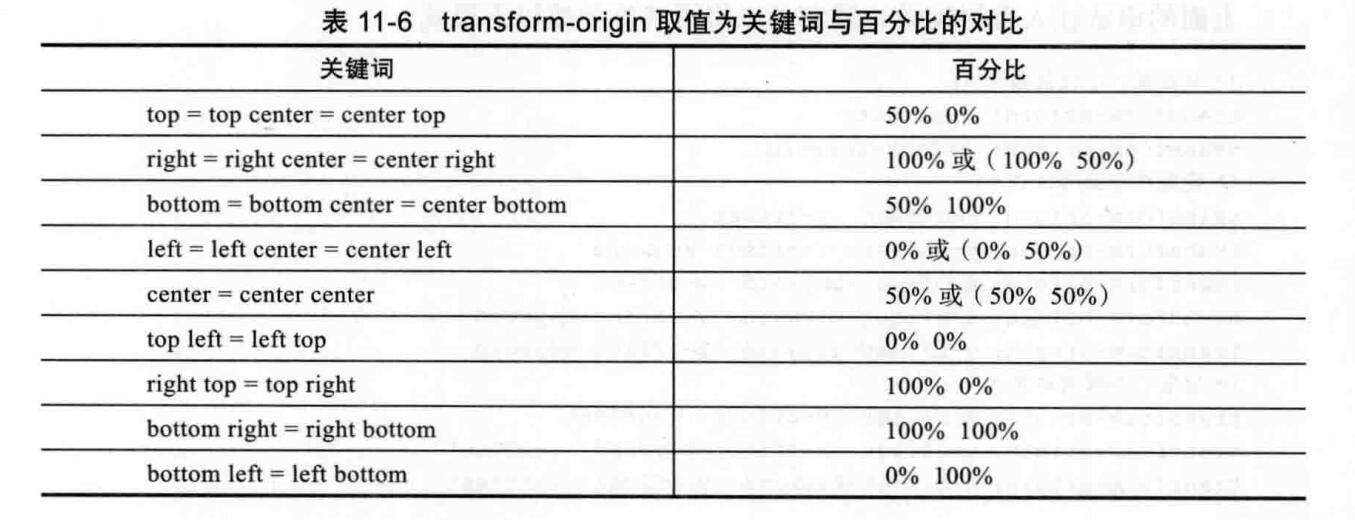 表 11-6 transform-origin 取值为关键词与百分比的对比
关键词 百分比
top = top center = center top 50% 0%
right = right center = center right 100% 或（100% 50%）
bottom = bottom center = center bottom 50% 100%
left = left center = center left 0% 或（0% 50%）
center = center center 50% 或（50% 50%）
top left = left top 0% 0%
right top = top right 100% 0%
bottom right = right bottom 100% 100%
bottom left = left bottom 0% 100%